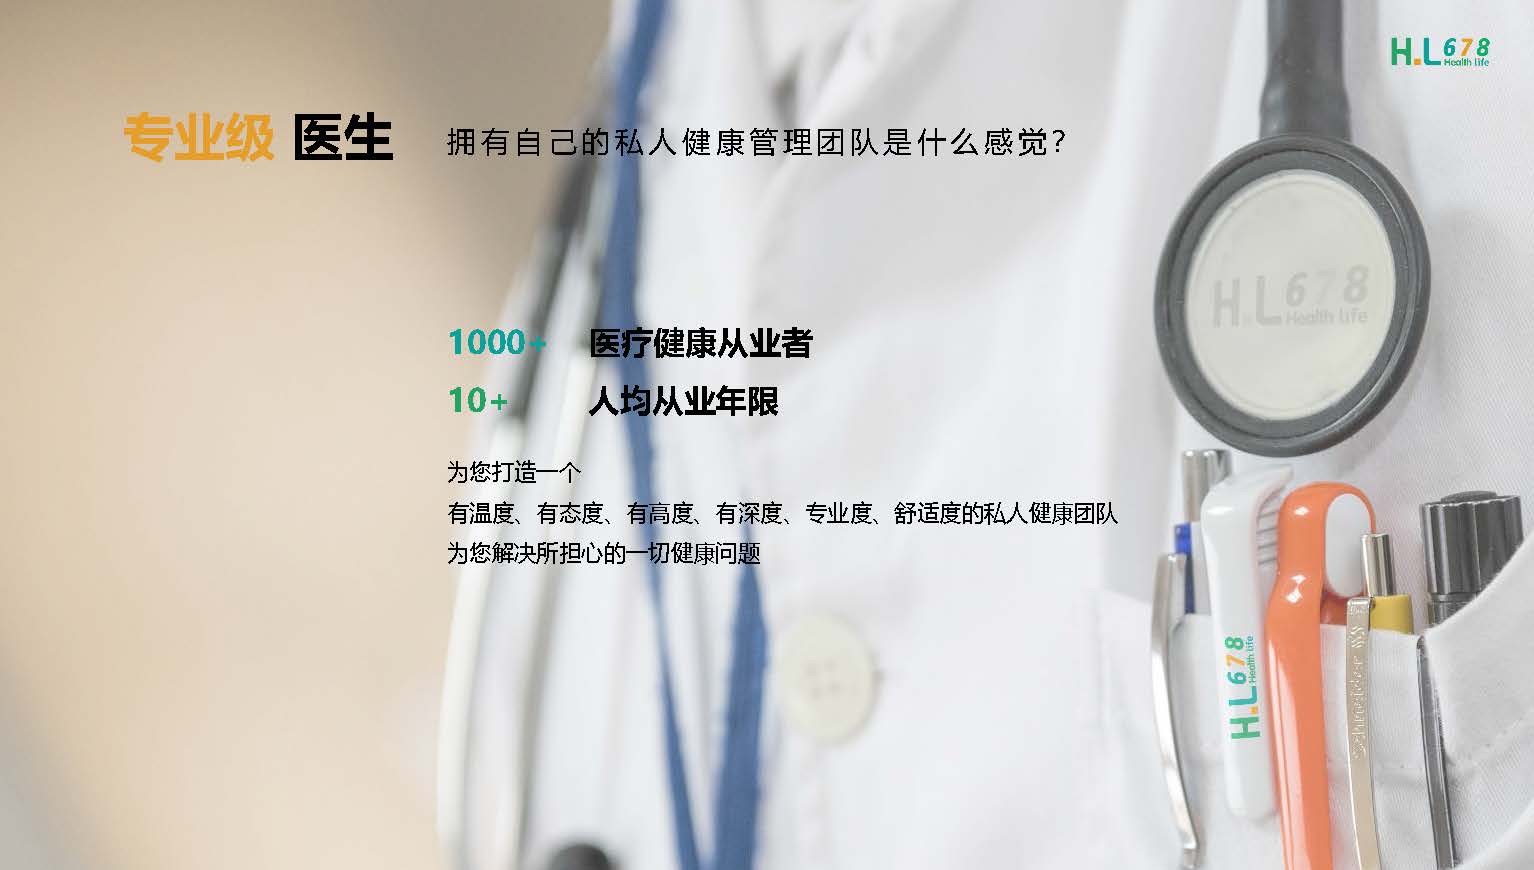 H.L678
Health life
专业级 医生
拥有自己的私人健康管理团队是什么感觉？
H.L678
Health life
1000+ 医疗健康从业者
10+ 人均从业年限
为您打造一个
有温度、有态度、有高度、有深度、专业度、舒适度的私人健康团队
为您解决所担心的一切健康问题
H.L678
Health life
Schneider